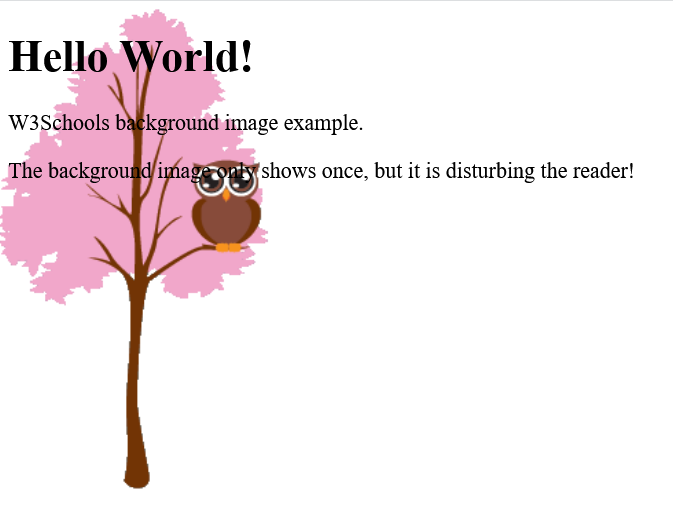 Hello World!
W3Schools background image example.
The background image only shows once, but it is disturbing the reader!